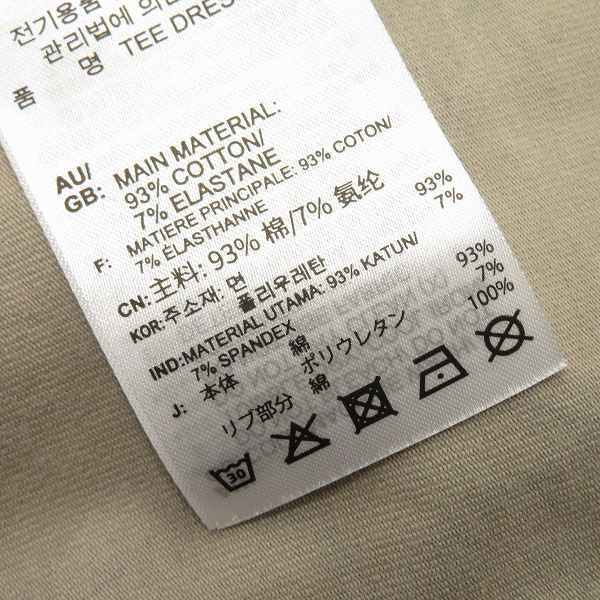 전기용품
관리법에 의한
품 명 TEE DRES
AU/
GB: MAIN MATERIAL:
93% COTTON/
7% ELASTANE
F: MATIERE PRINCIPALE: 93% COTON/
7% ELASTHANNE
CN: 主料: 93% 棉/7% 氨纶
KOR: 주소재: 면 93%
폴리우레탄 7%
IND: MATERIAL UTAMA: 93% KATUN/
7% SPANDEX
J: 本体 綿 93%
ポリウレタン 7%
リブ部分 綿 100%
30